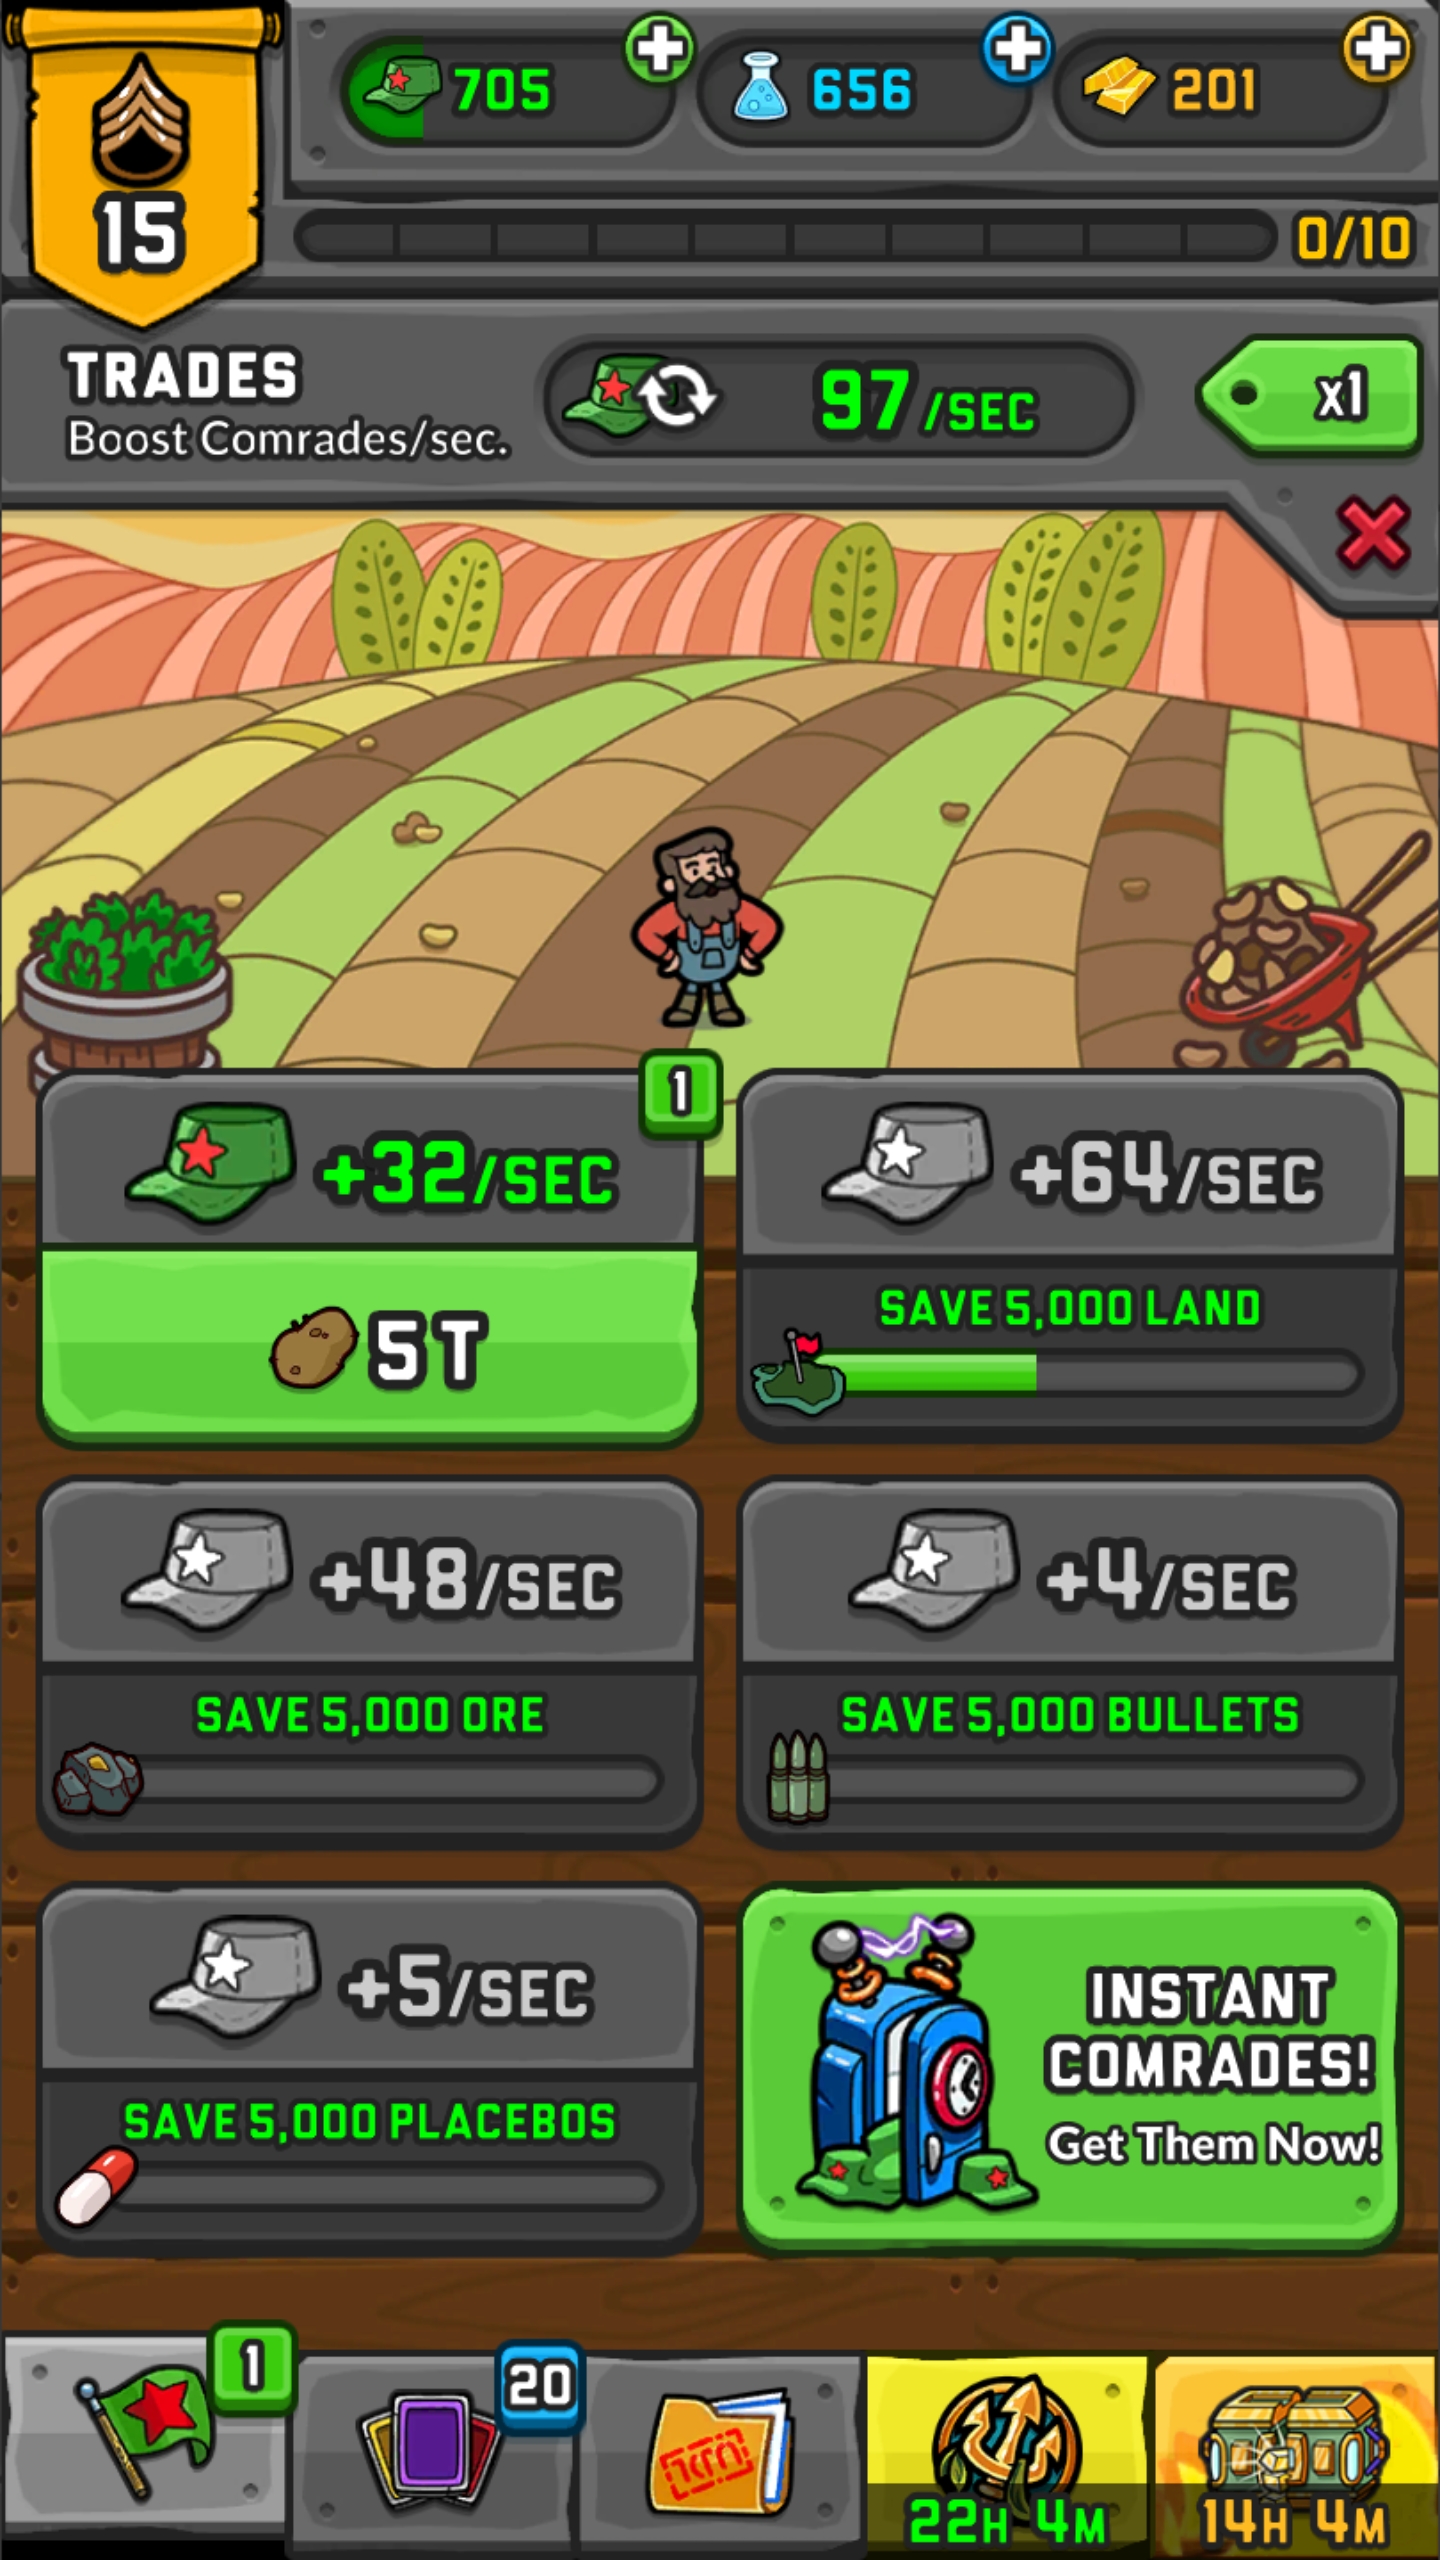 705
656
201
15
0/10
TRADES
Boost Comrades/sec.
97/SEC
x1
1
+32/SEC
5T
+64/SEC
SAVE 5,000 LAND
+48/SEC
SAVE 5,000 ORE
+4/SEC
SAVE 5,000 BULLETS
+5/SEC
SAVE 5,000 PLACEBOS
INSTANT
COMRADES!
Get Them Now!
1
20
22H 4M
14H 4M